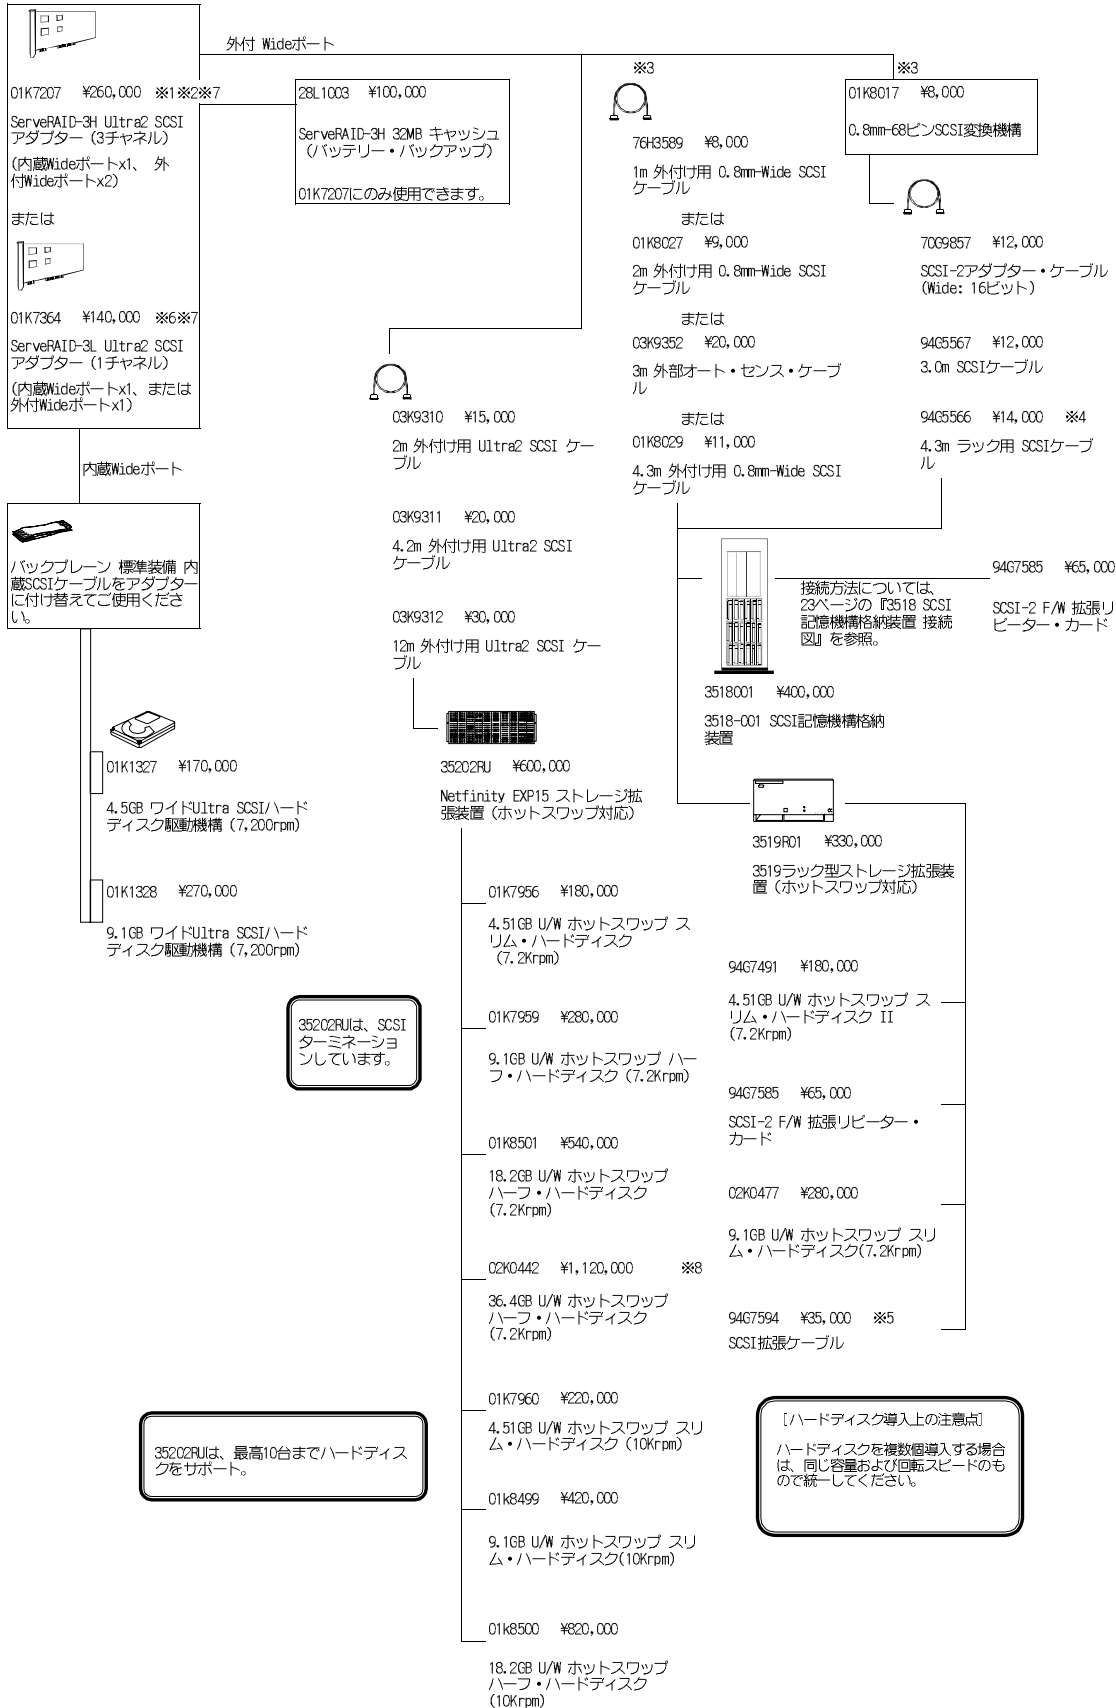 外付 Wideポート
01K7207 ¥260,000 ※1※2※7
ServeRAID-3H Ultra2 SCSI
アダプター (3チャネル)
(内蔵Wideポートx1、 外
付Wideポートx2)
または
01K7364 ¥140,000 ※6※7
ServeRAID-3L Ultra2 SCSI
アダプター (1チャネル)
(内蔵Wideポートx1、または
外付Wideポートx1)
28L1003 ¥100,000
ServeRAID-3H 32MB キャッシュ
(バッテリー・バックアップ)
01K7207にのみ使用できます。
内蔵Wideポート
バックプレーン 標準装備 内
蔵SCSIケーブルをアダプター
に付け替えてご使用くださ
い。
01K1327 ¥170,000
4.5GB ワイドUltra SCSIハード
ディスク駆動機構 (7,200rpm)
01K1328 ¥270,000
9.1GB ワイドUltra SCSIハード
ディスク駆動機構 (7,200rpm)
03K9310 ¥15,000
2m 外付け用 Ultra2 SCSI ケー
ブル
03K9311 ¥20,000
4.2m 外付け用 Ultra2 SCSI
ケーブル
03K9312 ¥30,000
12m 外付け用 Ultra2 SCSI ケー
ブル
35202RU ¥600,000
Netfinity EXP15 ストレージ拡
張装置 (ホットスワップ対応)
01K7956 ¥180,000
4.51GB U/W ホットスワップ ス
リム・ハードディスク
(7.2Krpm)
01K7959 ¥280,000
9.1GB U/W ホットスワップ ハー
フ・ハードディスク (7.2Krpm)
01K8501 ¥540,000
18.2GB U/W ホットスワップ
ハーフ・ハードディスク
(7.2Krpm)
02K0442 ¥1,120,000 ※8
36.4GB U/W ホットスワップ
ハーフ・ハードディスク
(7.2Krpm)
01K7960 ¥220,000
4.51GB U/W ホットスワップ スリ
ム・ハードディスク (10Krpm)
01k8499 ¥420,000
9.1GB U/W ホットスワップ スリ
ム・ハードディスク(10Krpm)
01k8500 ¥820,000
18.2GB U/W ホットスワップ
ハーフ・ハードディスク
(10Krpm)
35202RUは、SCSI
ターミネーショ
ンしています。
35202RUは、最高10台までハードディス
クをサポート。
※3
76H3589 ¥8,000
1m 外付け用 0.8mm-Wide SCSI
ケーブル
または
01K8027 ¥9,000
2m 外付け用 0.8mm-Wide SCSI
ケーブル
または
03K9352 ¥20,000
3m 外部オート・センス・ケーブ
ル
または
01K8029 ¥11,000
4.3m 外付け用 0.8mm-Wide SCSI
ケーブル
※3
01K8017 ¥8,000
0.8mm-68ピンSCSI変換機構
70G9857 ¥12,000
SCSI-2アダプター・ケーブル
(Wide: 16ビット)
94G5567 ¥12,000
3.0m SCSIケーブル
94G5566 ¥14,000 ※4
4.3m ラック用 SCSIケーブ
ル
接続方法については、
23ページの『3518 SCSI
記憶機構格納装置 接続
図』を参照。
94G7585 ¥65,000
SCSI-2 F/W 拡張リ
ピーター・カード
3518001 ¥400,000
3518-001 SCSI記憶機構格納
装置
3519R01 ¥330,000
3519ラック型ストレージ拡張装
置 (ホットスワップ対応)
94G7491 ¥180,000
4.51GB U/W ホットスワップ ス
リム・ハードディスク II
(7.2Krpm)
94G7585 ¥65,000
SCSI-2 F/W 拡張リピーター・
カード
02K0477 ¥280,000
9.1GB U/W ホットスワップ スリ
ム・ハードディスク(7.2Krpm)
94G7594 ¥35,000 ※5
SCSI拡張ケーブル
[ハードディスク導入上の注意点]
ハードディスクを複数個導入する場合
は、同じ容量および回転スピードのも
ので統一してください。